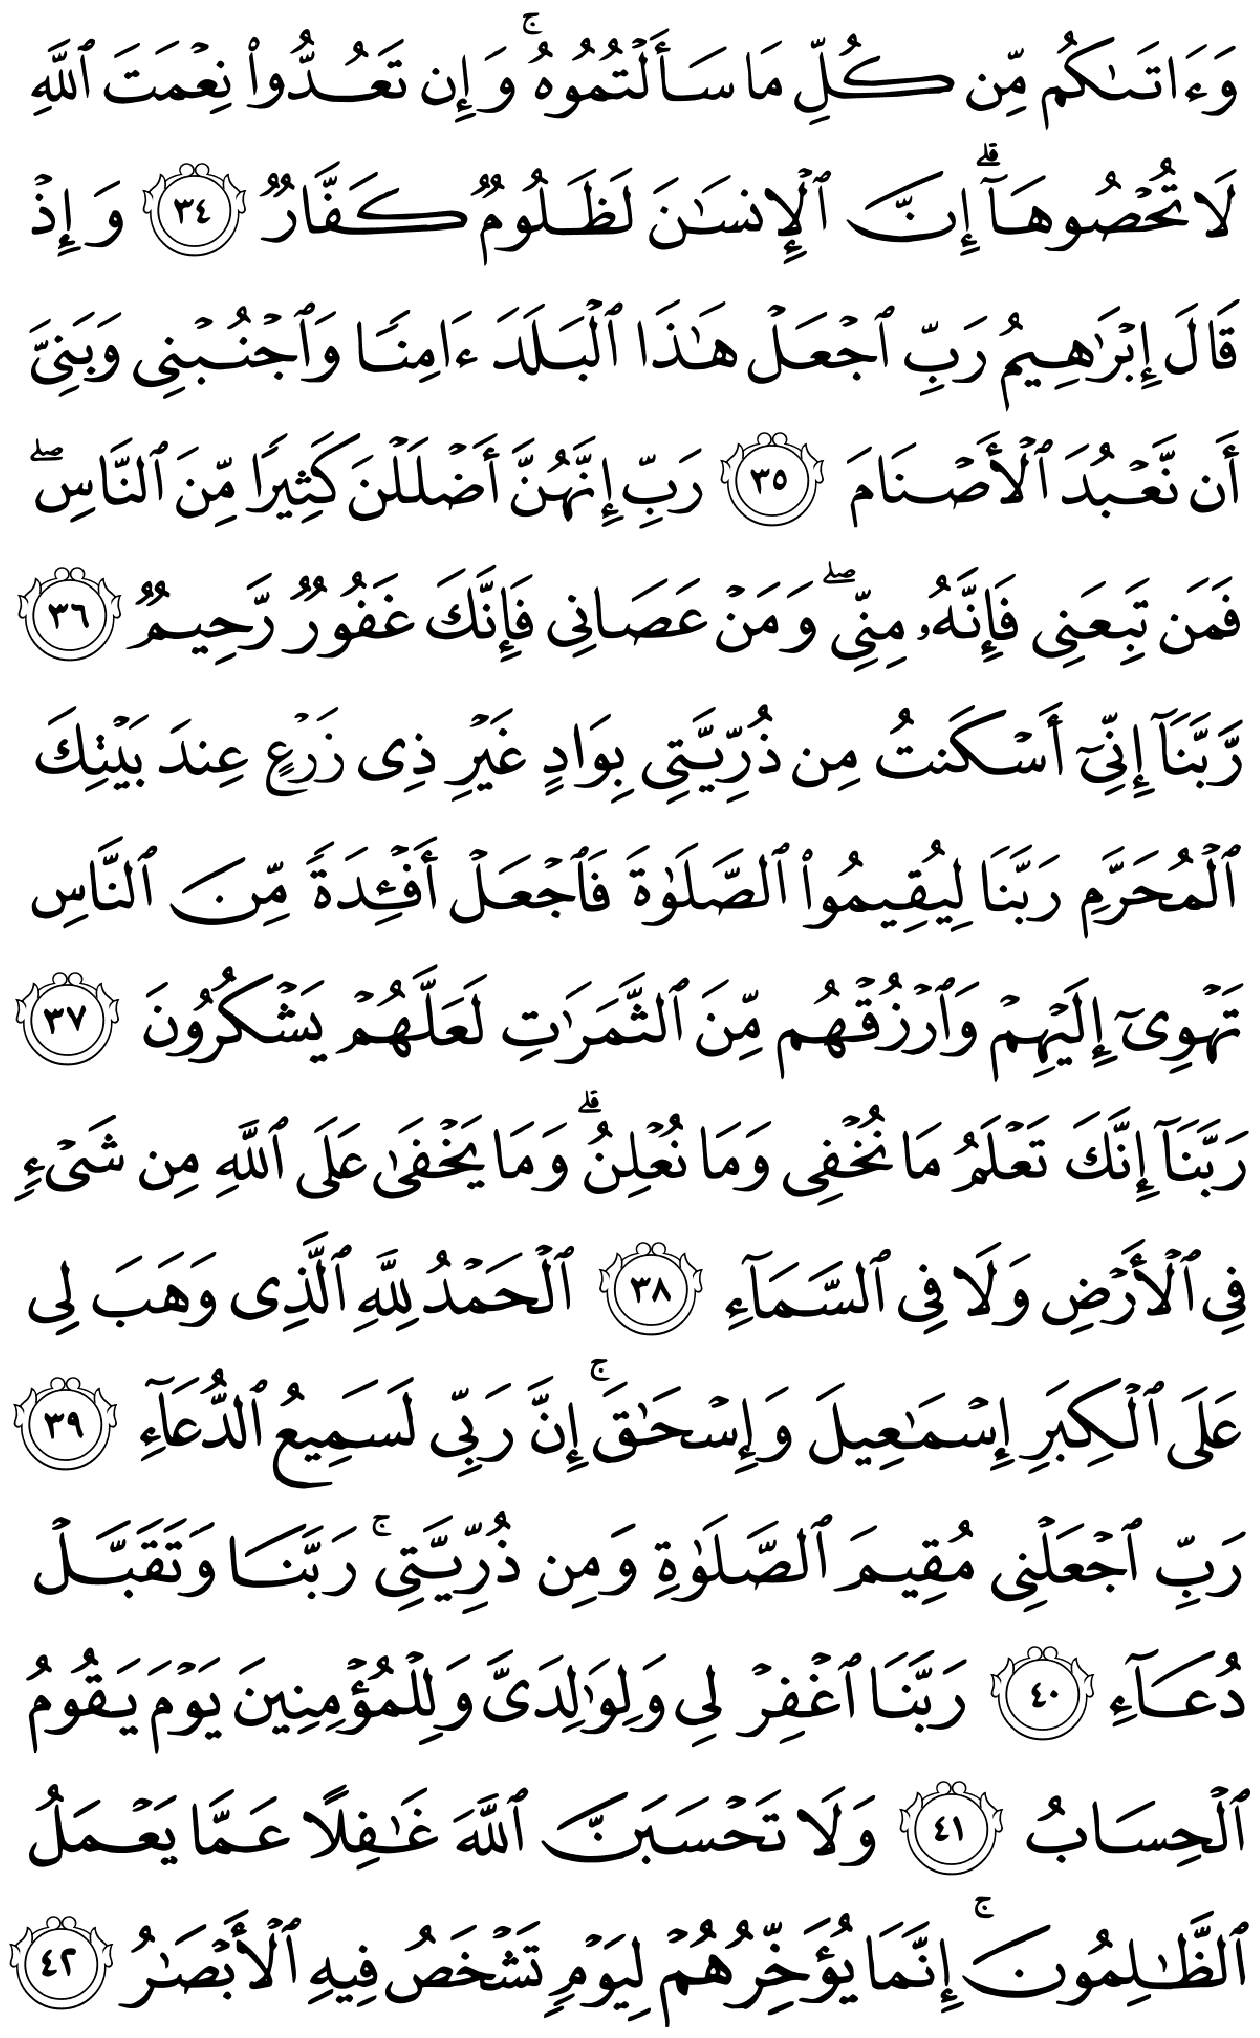 وَءَاتَىٰكُم مِّن كُلِّ مَا سَأَلۡتُمُوهُۚ وَإِن تَعُدُّواْ نِعۡمَتَ ٱللَّهِ
لَا تُحۡصُوهَآۗ إِنَّ ٱلۡإِنسَٰنَ لَظَلُومٞ كَفَّارٞ ٣٤ وَإِذۡ
قَالَ إِبۡرَٰهِيمُ رَبِّ ٱجۡعَلۡ هَٰذَا ٱلۡبَلَدَ ءَامِنٗا وَٱجۡنُبۡنِي وَبَنِيَّ
أَن نَّعۡبُدَ ٱلۡأَصۡنَامَ ٣٥ رَبِّ إِنَّهُنَّ أَضۡلَلۡنَ كَثِيرٗا مِّنَ ٱلنَّاسِۖ
فَمَن تَبِعَنِي فَإِنَّهُۥ مِنِّيۖ وَمَنۡ عَصَانِي فَإِنَّكَ غَفُورٞ رَّحِيمٞ ٣٦
رَّبَّنَآ إِنِّيٓ أَسۡكَنتُ مِن ذُرِّيَّتِي بِوَادٍ غَيۡرِ ذِي زَرۡعٍ عِندَ بَيۡتِكَ
ٱلۡمُحَرَّمِ رَبَّنَا لِيُقِيمُواْ ٱلصَّلَوٰةَ فَٱجۡعَلۡ أَفۡـِٔدَةٗ مِّنَ ٱلنَّاسِ
تَهۡوِيٓ إِلَيۡهِمۡ وَٱرۡزُقۡهُم مِّنَ ٱلثَّمَرَٰتِ لَعَلَّهُمۡ يَشۡكُرُونَ ٣٧
رَبَّنَآ إِنَّكَ تَعۡلَمُ مَا نُخۡفِي وَمَا نُعۡلِنُۗ وَمَا يَخۡفَىٰ عَلَى ٱللَّهِ مِن شَيۡءٖ
فِي ٱلۡأَرۡضِ وَلَا فِي ٱلسَّمَآءِ ٣٨ ٱلۡحَمۡدُ لِلَّهِ ٱلَّذِي وَهَبَ لِي
عَلَى ٱلۡكِبَرِ إِسۡمَٰعِيلَ وَإِسۡحَٰقَۚ إِنَّ رَبِّي لَسَمِيعُ ٱلدُّعَآءِ ٣٩
رَبِّ ٱجۡعَلۡنِي مُقِيمَ ٱلصَّلَوٰةِ وَمِن ذُرِّيَّتِيۚ رَبَّنَا وَتَقَبَّلۡ
دُعَآءِ ٤٠ رَبَّنَا ٱغۡفِرۡ لِي وَلِوَٰلِدَيَّ وَلِلۡمُؤۡمِنِينَ يَوۡمَ يَقُومُ
ٱلۡحِسَابُ ٤١ وَلَا تَحۡسَبَنَّ ٱللَّهَ غَٰفِلًا عَمَّا يَعۡمَلُ
ٱلظَّٰلِمُونَۚ إِنَّمَا يُؤَخِّرُهُمۡ لِيَوۡمٖ تَشۡخَصُ فِيهِ ٱلۡأَبۡصَٰرُ ٤٢